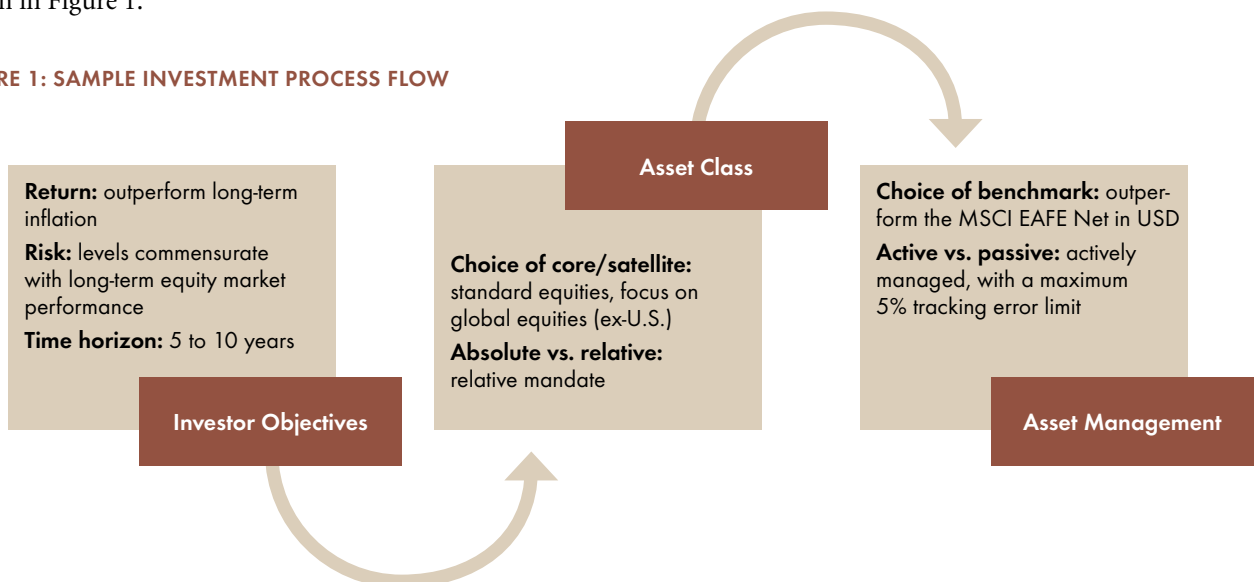 in Figure 1.
RE 1: SAMPLE INVESTMENT PROCESS FLOW
Return: outperform long-term
inflation
Risk: levels commensurate
with long-term equity market
performance
Time horizon: 5 to 10 years
Investor Objectives
Asset Class
Choice of core/satellite:
standard equities, focus on
global equities (ex-U.S.)
Absolute vs. relative:
relative mandate
Choice of benchmark: outper-
form the MSCI EAFE Net in USD
Active vs. passive: actively
managed, with a maximum
5% tracking error limit
Asset Management